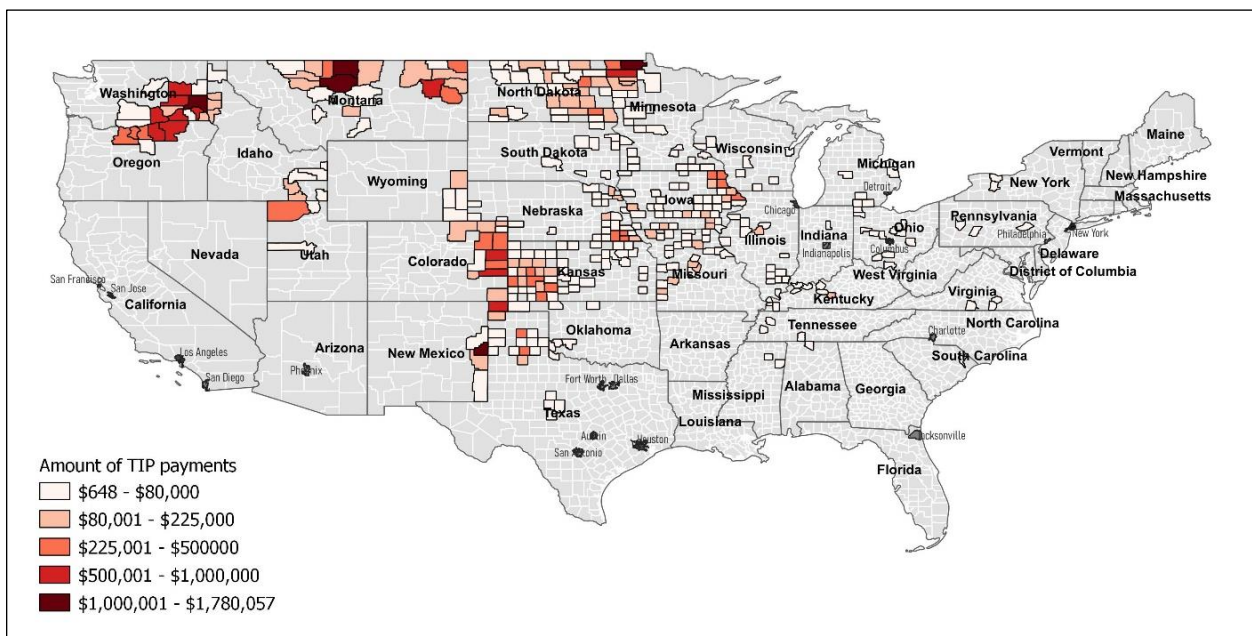 Washington
Montana
North Dakota
Minnesota
Oregon
Idaho
South Dakota
Wisconsin
Michigan
Detroit
Maine
Vermont
New Hampshire
New York
Massachusetts
Wyoming
Nebraska
Iowa
Chicago
Illinois
Indiana
Indianapolis
Ohio
Columbus
Pennsylvania
Philadelphia
New York
Nevada
Utah
Colorado
Kansas
Missouri
Kentucky
West Virginia
Virginia
Delaware
District of Columbia
San Francisco
San Jose
California
Los Angeles
San Diego
Arizona
Phoenix
New Mexico
Oklahoma
Arkansas
Tennessee
North Carolina
Charlotte
South Carolina
Fort Worth
Dallas
Texas
Austin
San Antonio
Houston
Louisiana
Mississippi
Alabama
Georgia
Jacksonville
Florida
Amount of TIP payments
$648 - $80,000
$80,001 - $225,000
$225,001 - $500000
$500,001 - $1,000,000
$1,000,001 - $1,780,057